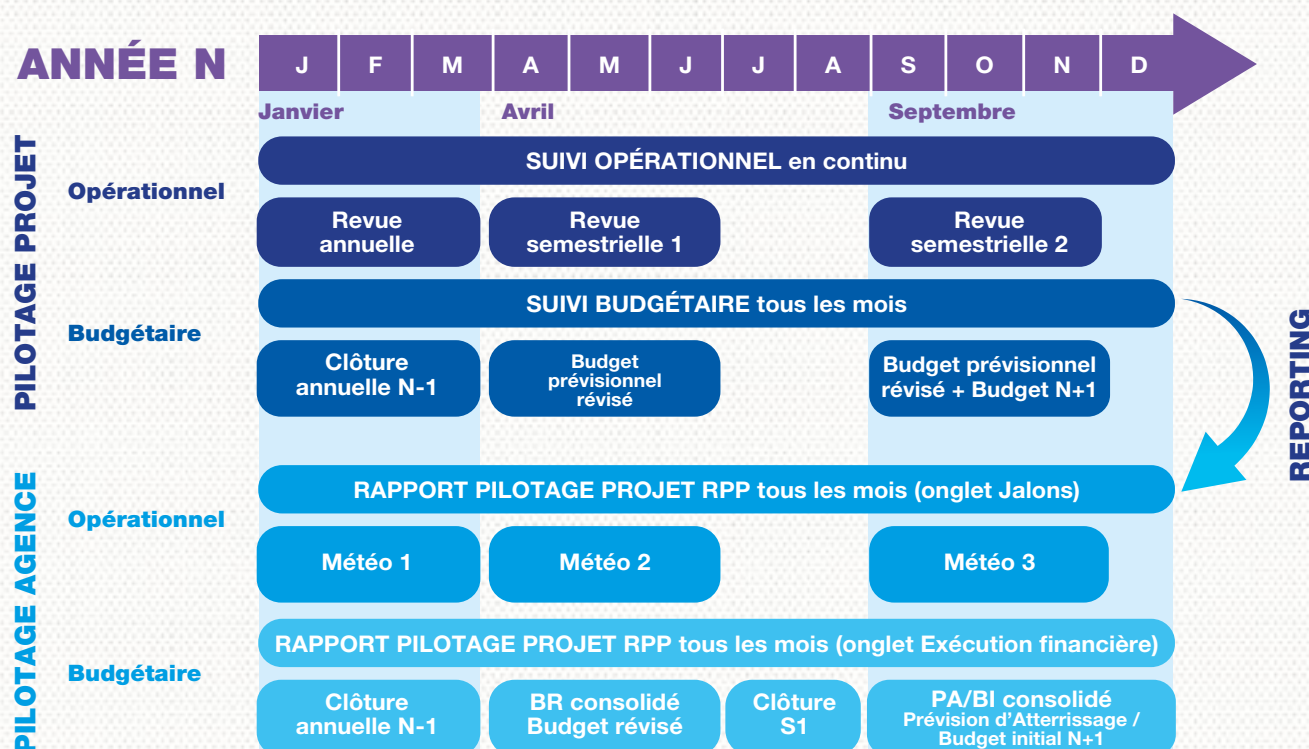 ANNÉE N
J F M A M J J A S O N D
Janvier
Avril
Septembre
PILOTAGE PROJET
Opérationnel
SUIVI OPÉRATIONNEL en continu
Revue
annuelle
Revue
semestrielle 1
Revue
semestrielle 2
Budgétaire
SUIVI BUDGÉTAIRE tous les mois
Clôture
annuelle N-1
Budget
prévisionnel
révisé
Budget prévisionnel
révisé + Budget N+1
REPORTING
PILOTAGE AGENCE
Opérationnel
RAPPORT PILOTAGE PROJET RPP tous les mois (onglet Jalons)
Météo 1
Météo 2
Météo 3
Budgétaire
RAPPORT PILOTAGE PROJET RPP tous les mois (onglet Exécution financière)
Clôture
annuelle N-1
BR consolidé
Budget révisé
Clôture
S1
PA/BI consolidé
Prévision d'Atterrissage /
Budget initial N+1